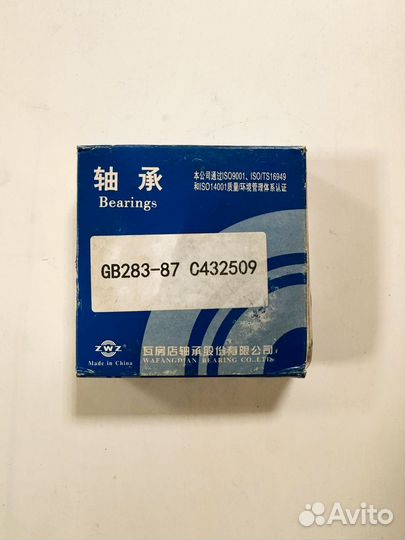 轴承
Bearings
本公司通过ISO9001、ISO/TS16949
和ISO14001质量/环境管理体系认证
GB283-87 C432509
ZWZ
Made in China
瓦房店轴承股份有限公司
WAFANGDIAN BEARING CO.,LTD.
Avito